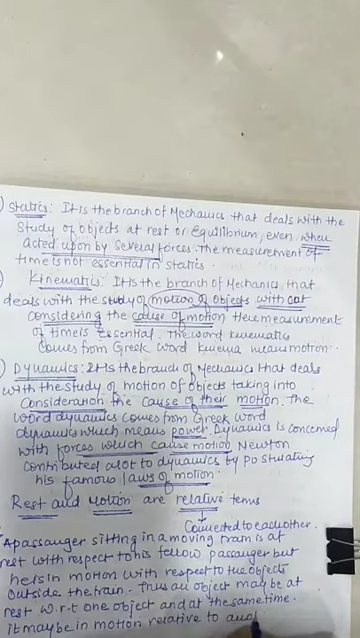 ) Statics: It is the branch of Mechanics that deals with the
Study of objects at rest or Equilibrium, even when
acted upon by several forces. The measurement of
time is not essential in statics.
) Kinematics: It is the branch of Mechanics, that
deals with the study of motion of objects with out
considering the cause of motion Here measurement
of time is Essential. The word kinematics
comes from Greek word kinema means motion.
) Dynamics: It is the branch of Mechanics that deals
with the study of motion of objects taking into
Consideration the cause of their motion. The
word dynamics comes from Greek word
dynamics which means power Dynamics is concerned
with forces which cause motion Newton
contributed a lot to dynamics by postulating
his famous laws of motion.
Rest and Motion are relative terms
Connected to each other.
A passanger sitting in a moving train is at
rest with respect to his fellow passanger but
he is in motion with respect to the objects
outside the train. Thus an object may be at
rest w.r.t one object and at the same time.
it may be in motion relative to